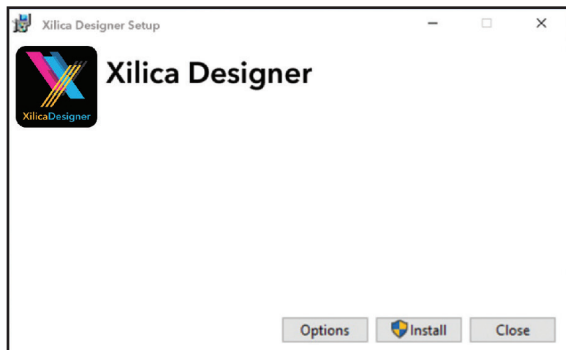 Xilica Designer Setup
Xilica Designer
XilicaDesigner
Options Install Close